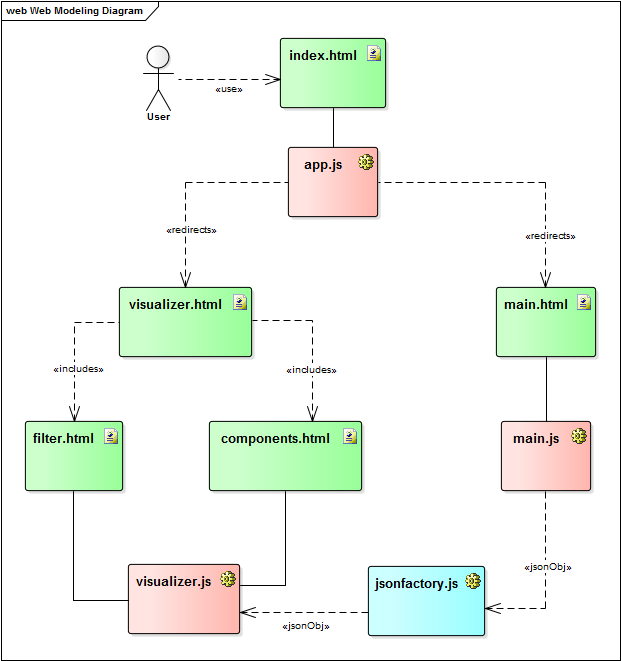 web Web Modeling Diagram
index.html
«use»
User
app.js
«redirects»
«redirects»
visualizer.html
main.html
«includes»
«includes»
filter.html
components.html
main.js
«jsonObj»
visualizer.js
jsonfactory.js
«jsonObj»